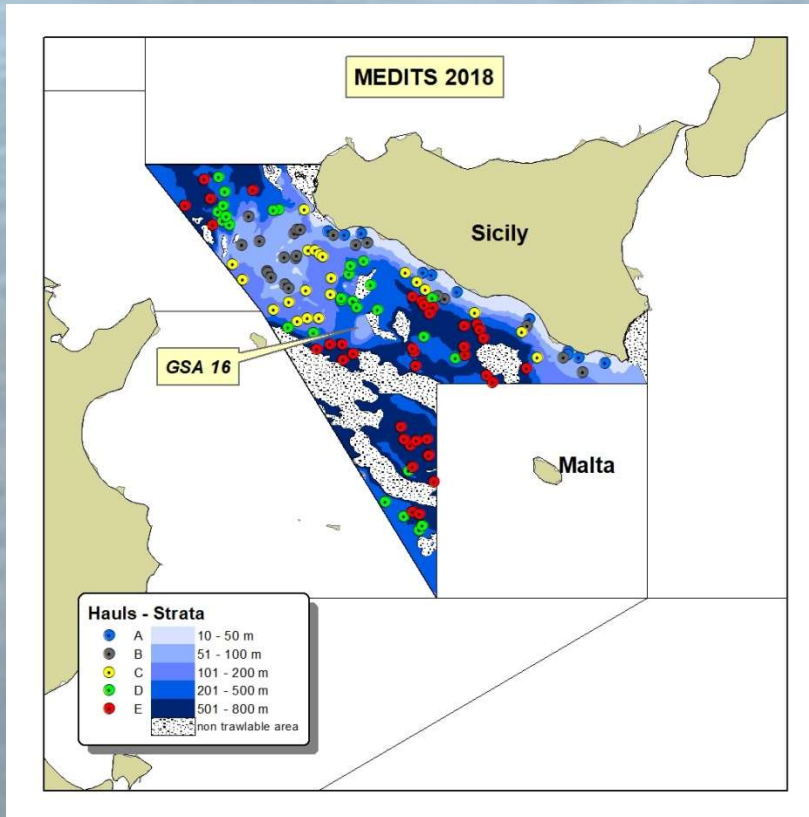 MEDITS 2018
Sicily
GSA 16
Malta
Hauls - Strata
A 10 - 50 m
B 51 - 100 m
C 101 - 200 m
D 201 - 500 m
E 501 - 800 m
non trawlable area